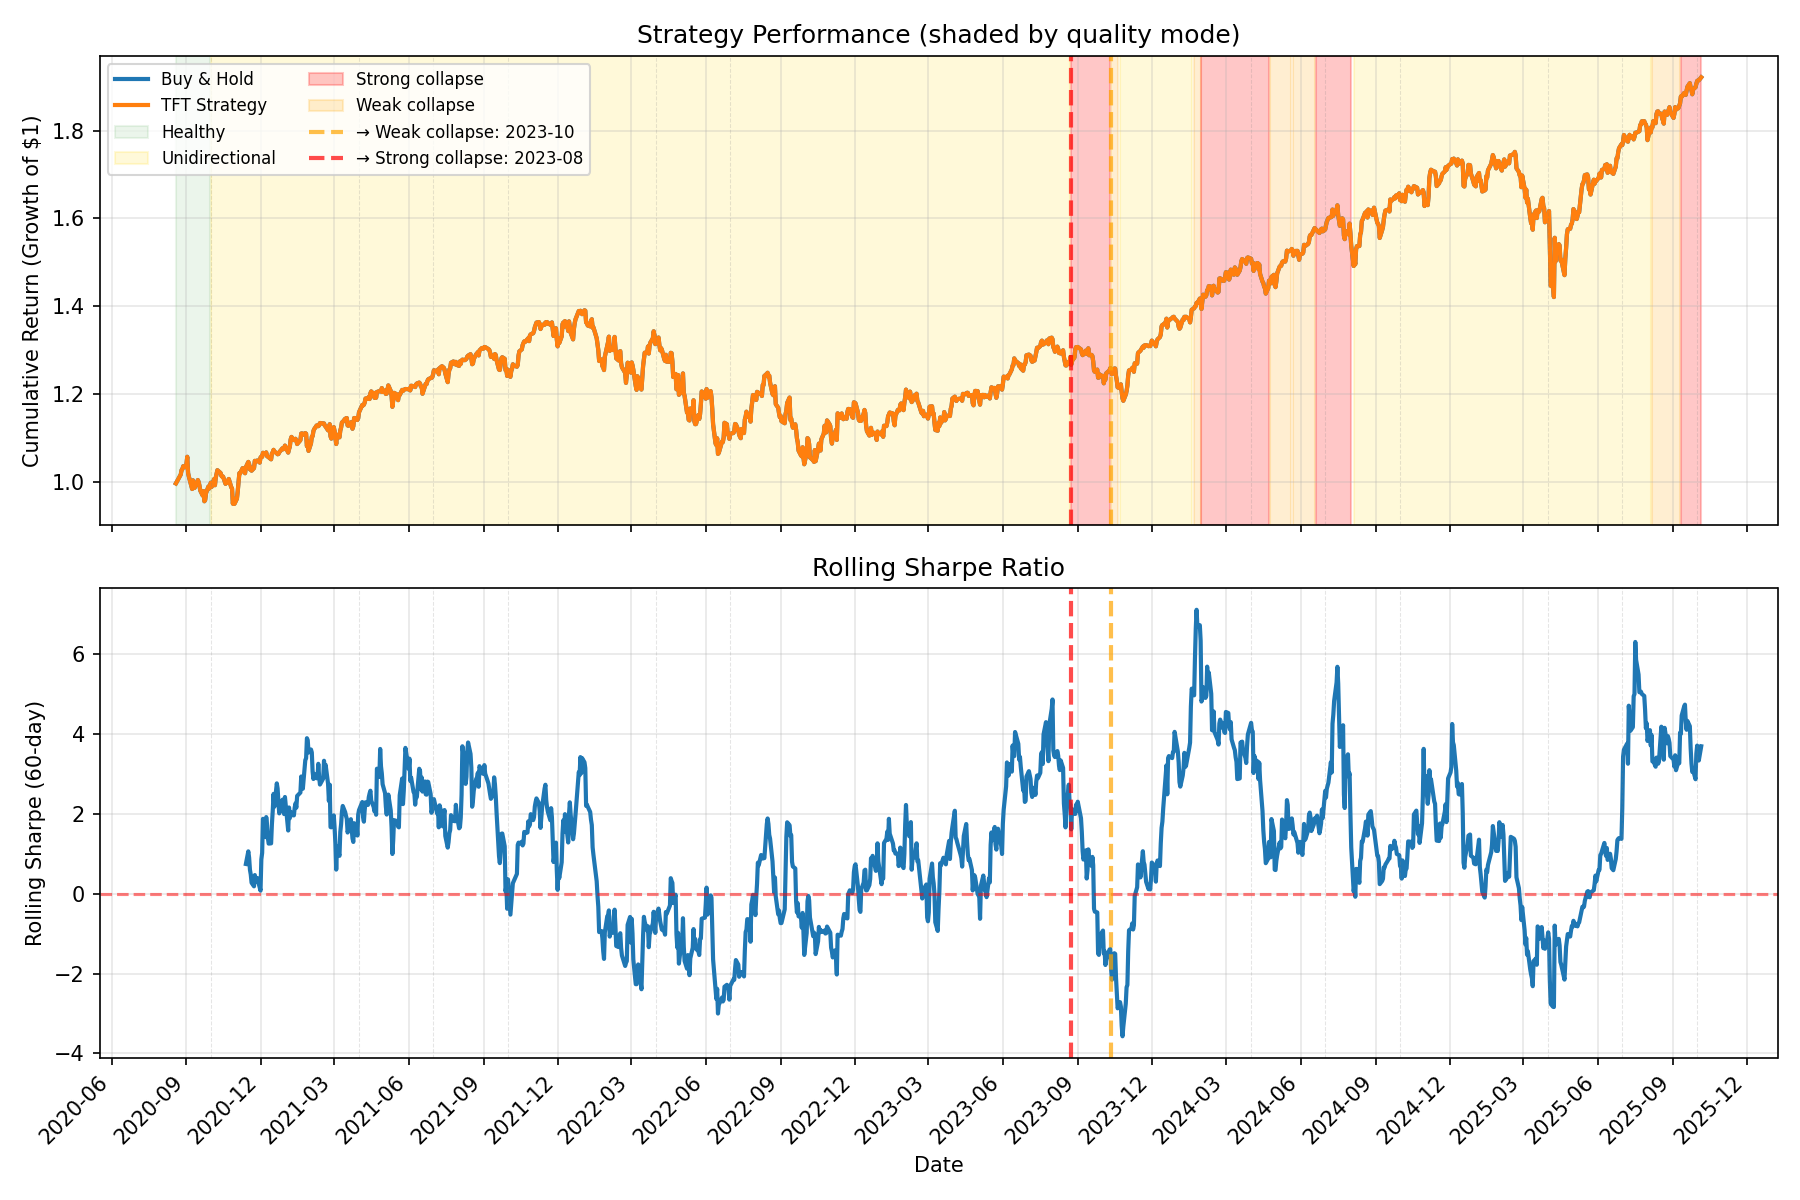 Strategy Performance (shaded by quality mode)
Cumulative Return (Growth of $1)
1.8
1.6
1.4
1.2
1.0
Buy & Hold
TFT Strategy
Healthy
Unidirectional
Strong collapse
Weak collapse
→ Weak collapse: 2023-10
→ Strong collapse: 2023-08
Rolling Sharpe Ratio
Rolling Sharpe (60-day)
6
4
2
0
−2
−4
2020-06
2020-09
2020-12
2021-03
2021-06
2021-09
2021-12
2022-03
2022-06
2022-09
2022-12
2023-03
2023-06
2023-09
2023-12
2024-03
2024-06
2024-09
2024-12
2025-03
2025-06
2025-09
2025-12
Date